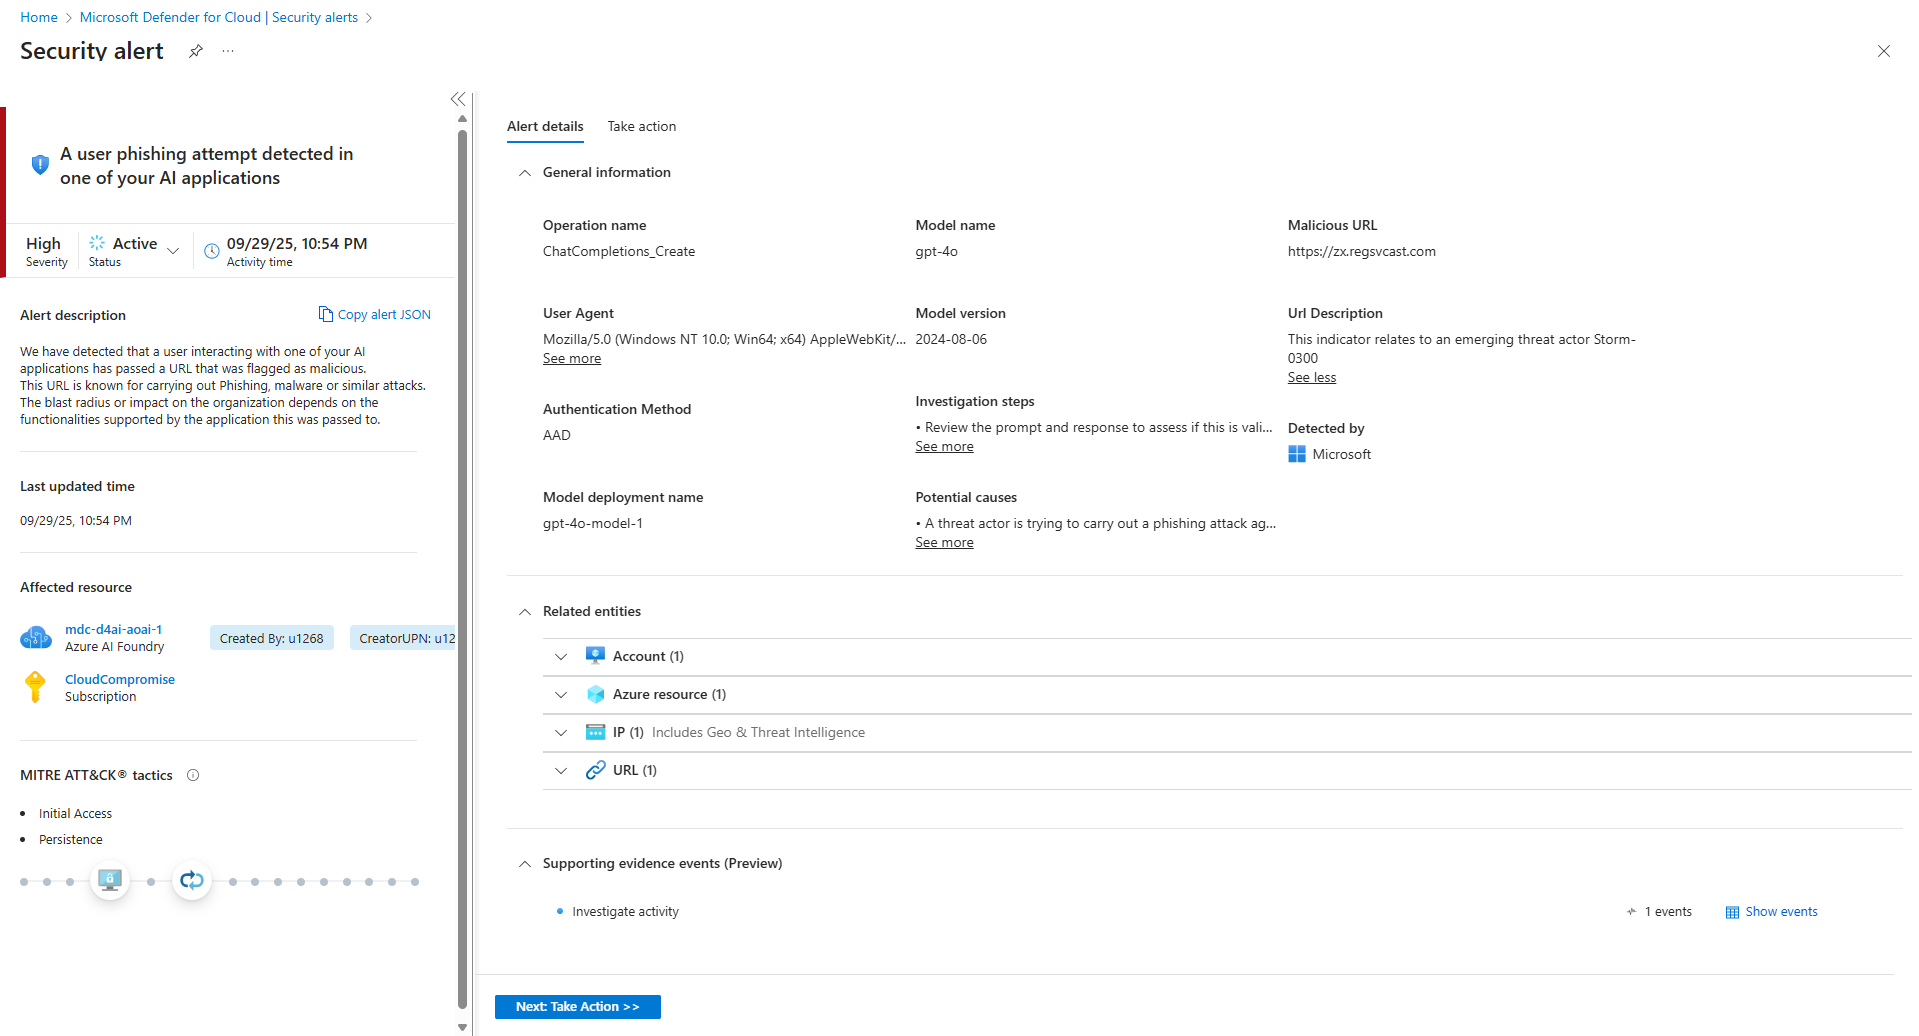 Home > Microsoft Defender for Cloud | Security alerts >
Security alert
A user phishing attempt detected in
one of your AI applications
High
Severity
Active
Status
09/29/25, 10:54 PM
Activity time
Alert description
Copy alert JSON
We have detected that a user interacting with one of your AI
applications has passed a URL that was flagged as malicious.
This URL is known for carrying out Phishing, malware or similar attacks.
The blast radius or impact on the organization depends on the
functionalities supported by the application this was passed to.
Last updated time
09/29/25, 10:54 PM
Affected resource
mdc-d4ai-aoai-1
Azure AI Foundry
Created By: u1268
CreatorUPN: u12
CloudCompromise
Subscription
MITRE ATT&CK® tactics
• Initial Access
• Persistence
Alert details
Take action
General information
Operation name
ChatCompletions_Create
Model name
gpt-4o
Malicious URL
https://zx.regsvcast.com
User Agent
Mozilla/5.0 (Windows NT 10.0; Win64; x64) AppleWebKit/...
See more
Model version
2024-08-06
Url Description
This indicator relates to an emerging threat actor Storm-
0300
See less
Authentication Method
AAD
Investigation steps
• Review the prompt and response to assess if this is vali...
See more
Detected by
Microsoft
Model deployment name
gpt-4o-model-1
Potential causes
• A threat actor is trying to carry out a phishing attack ag...
See more
Related entities
Account (1)
Azure resource (1)
IP (1) Includes Geo & Threat Intelligence
URL (1)
Supporting evidence events (Preview)
Investigate activity
1 events
Show events
Next: Take Action >>